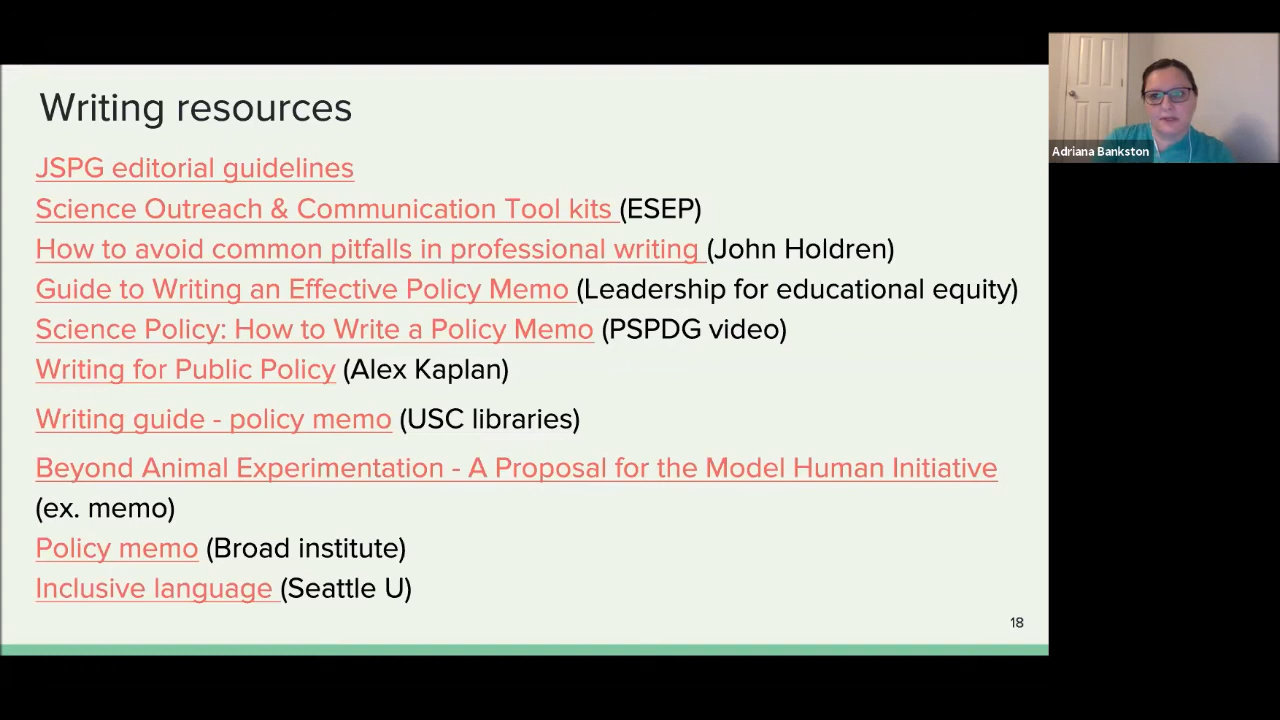 Writing resources
JSPG editorial guidelines
Science Outreach & Communication Tool kits (ESEP)
How to avoid common pitfalls in professional writing (John Holdren)
Guide to Writing an Effective Policy Memo (Leadership for educational equity)
Science Policy: How to Write a Policy Memo (PSPDG video)
Writing for Public Policy (Alex Kaplan)
Writing guide - policy memo (USC libraries)
Beyond Animal Experimentation - A Proposal for the Model Human Initiative
(ex. memo)
Policy memo (Broad institute)
Inclusive language (Seattle U)
18
Adriana Bankston